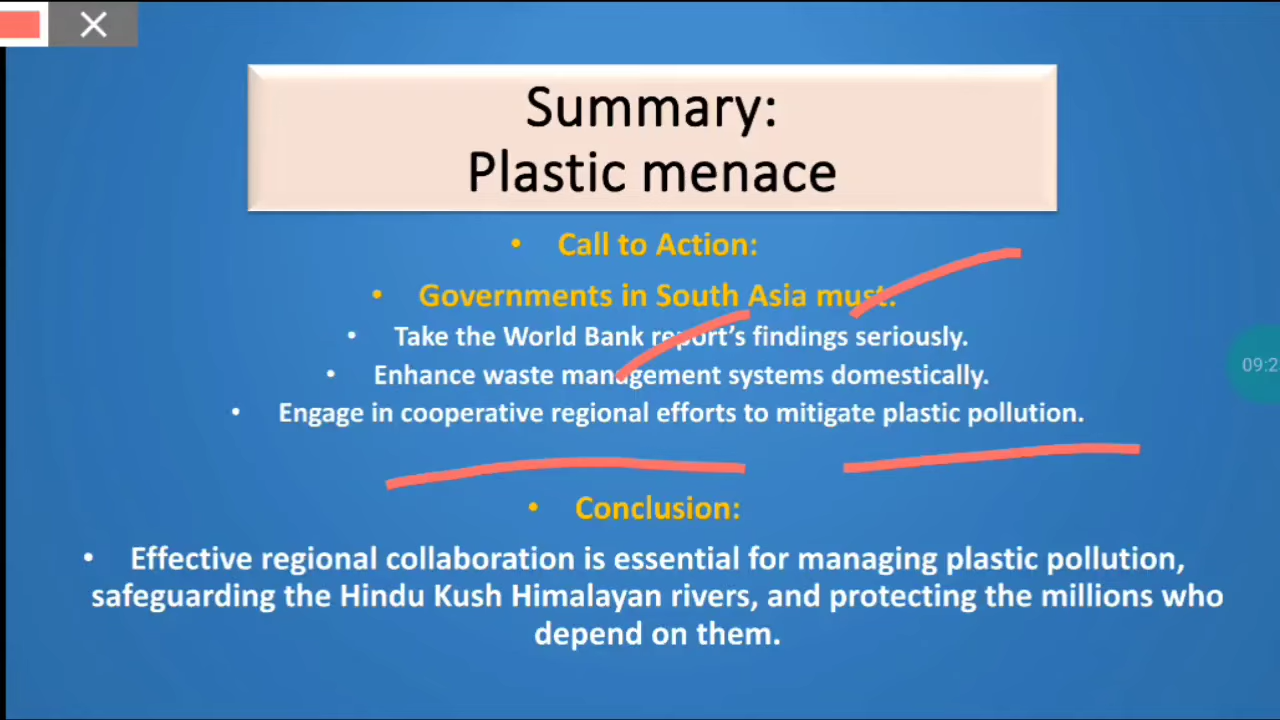 Summary:
Plastic menace
• Call to Action:
• Governments in South Asia must:
• Take the World Bank report's findings seriously.
• Enhance waste management systems domestically.
• Engage in cooperative regional efforts to mitigate plastic pollution.
• Conclusion:
• Effective regional collaboration is essential for managing plastic pollution,
safeguarding the Hindu Kush Himalayan rivers, and protecting the millions who
depend on them.